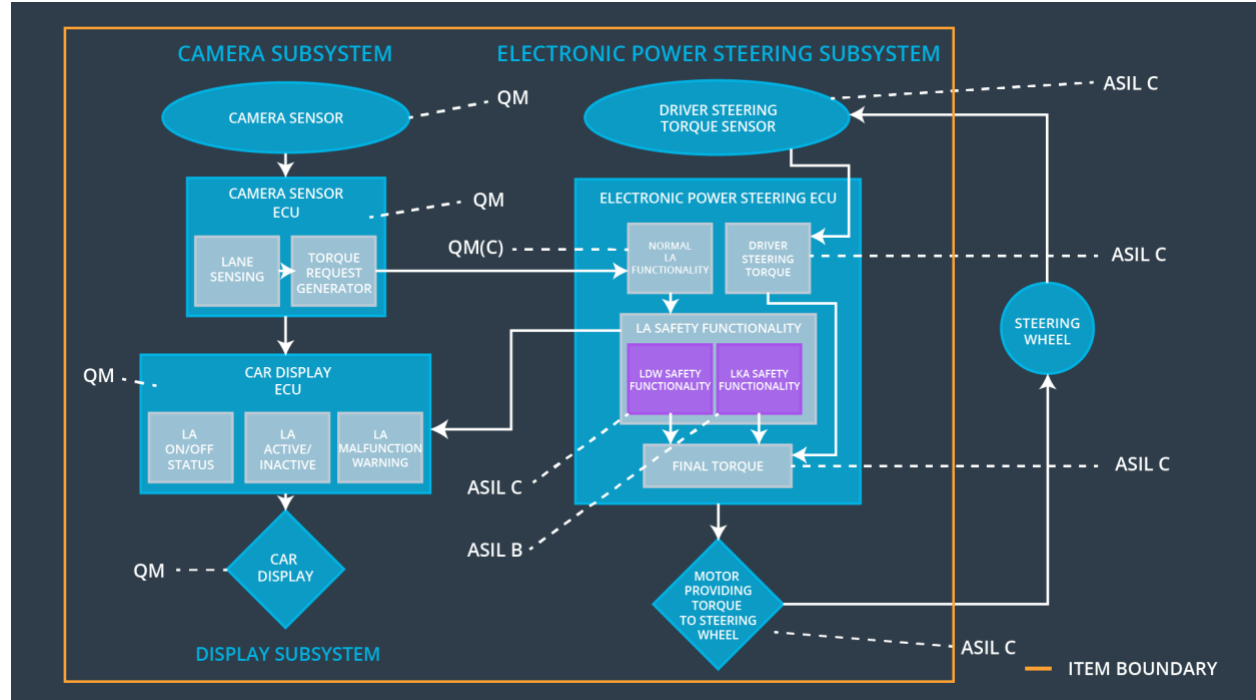 CAMERA SUBSYSTEM
ELECTRONIC POWER STEERING SUBSYSTEM
CAMERA SENSOR
QM
DRIVER STEERING
TORQUE SENSOR
ASIL C
CAMERA SENSOR
ECU
QM
LANE
SENSING
TORQUE
REQUEST
GENERATOR
QM(C)
ELECTRONIC POWER STEERING ECU
NORMAL
LA
FUNCTIONALITY
DRIVER
STEERING
TORQUE
ASIL C
LA SAFETY FUNCTIONALITY
LDW SAFETY
FUNCTIONALITY
LKA SAFETY
FUNCTIONALITY
STEERING
WHEEL
QM
CAR DISPLAY
ECU
LA
ON/OFF
STATUS
LA
ACTIVE/
INACTIVE
LA
MALFUNCTION
WARNING
FINAL TORQUE
ASIL C
ASIL C
ASIL B
QM
CAR
DISPLAY
MOTOR
PROVIDING
TORQUE
TO STEERING
WHEEL
ASIL C
DISPLAY SUBSYSTEM
ITEM BOUNDARY